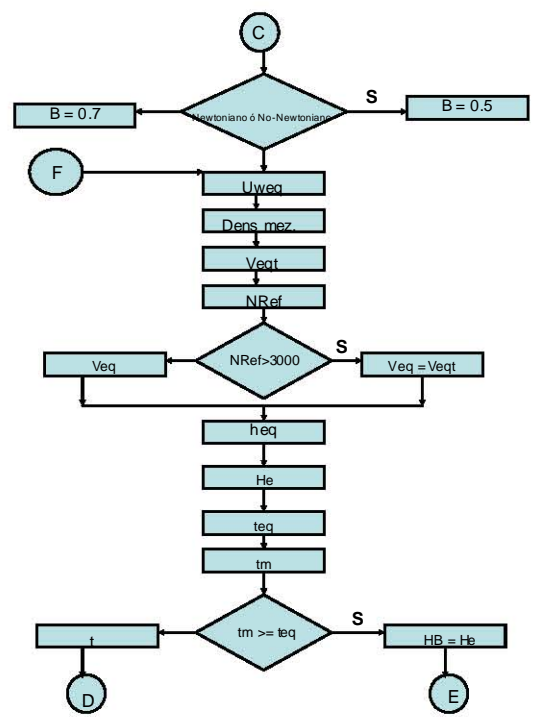 C
Newtoniano ó No-Newtoniano
S
B = 0.7
B = 0.5
F
Uweq
Dens mez.
Veqt
NRef
NRef>3000
S
Veq
Veq =Veqt
heq
He
teq
tm
tm >= teq
S
t
HB = He
D
E